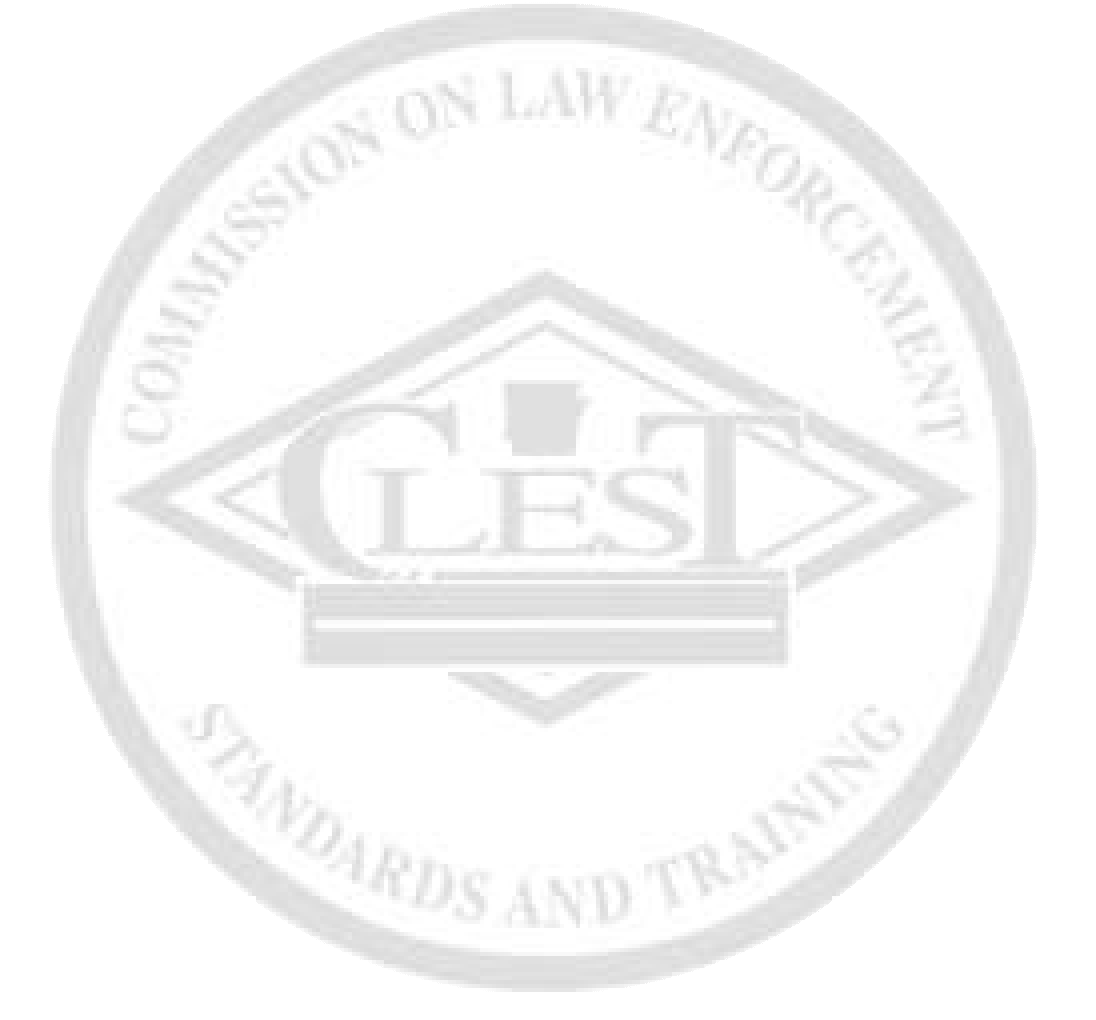 COMMISSION ON LAW ENFORCEMENT
CLEST
STANDARDS AND TRAINING